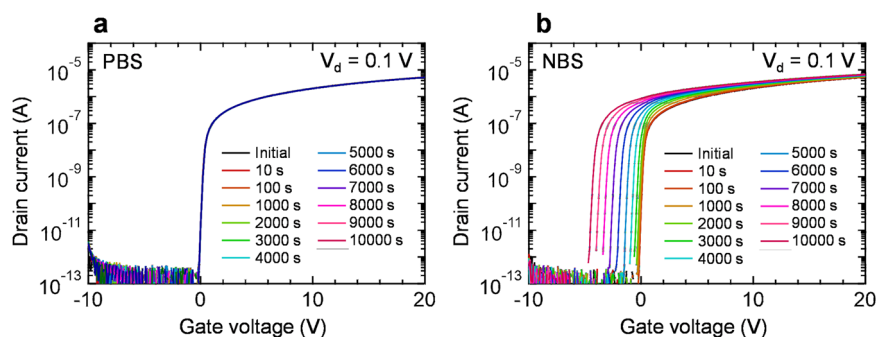 a
PBS
V_d = 0.1 V
10^-5
10^-7
10^-9
10^-11
10^-13
Drain current (A)
Initial
10 s
100 s
1000 s
2000 s
3000 s
4000 s
5000 s
6000 s
7000 s
8000 s
9000 s
10000 s
-10
0
10
20
Gate voltage (V)
b
NBS
V_d = 0.1 V
10^-5
10^-7
10^-9
10^-11
10^-13
Drain current (A)
Initial
10 s
100 s
1000 s
2000 s
3000 s
4000 s
5000 s
6000 s
7000 s
8000 s
9000 s
10000 s
-10
0
10
20
Gate voltage (V)